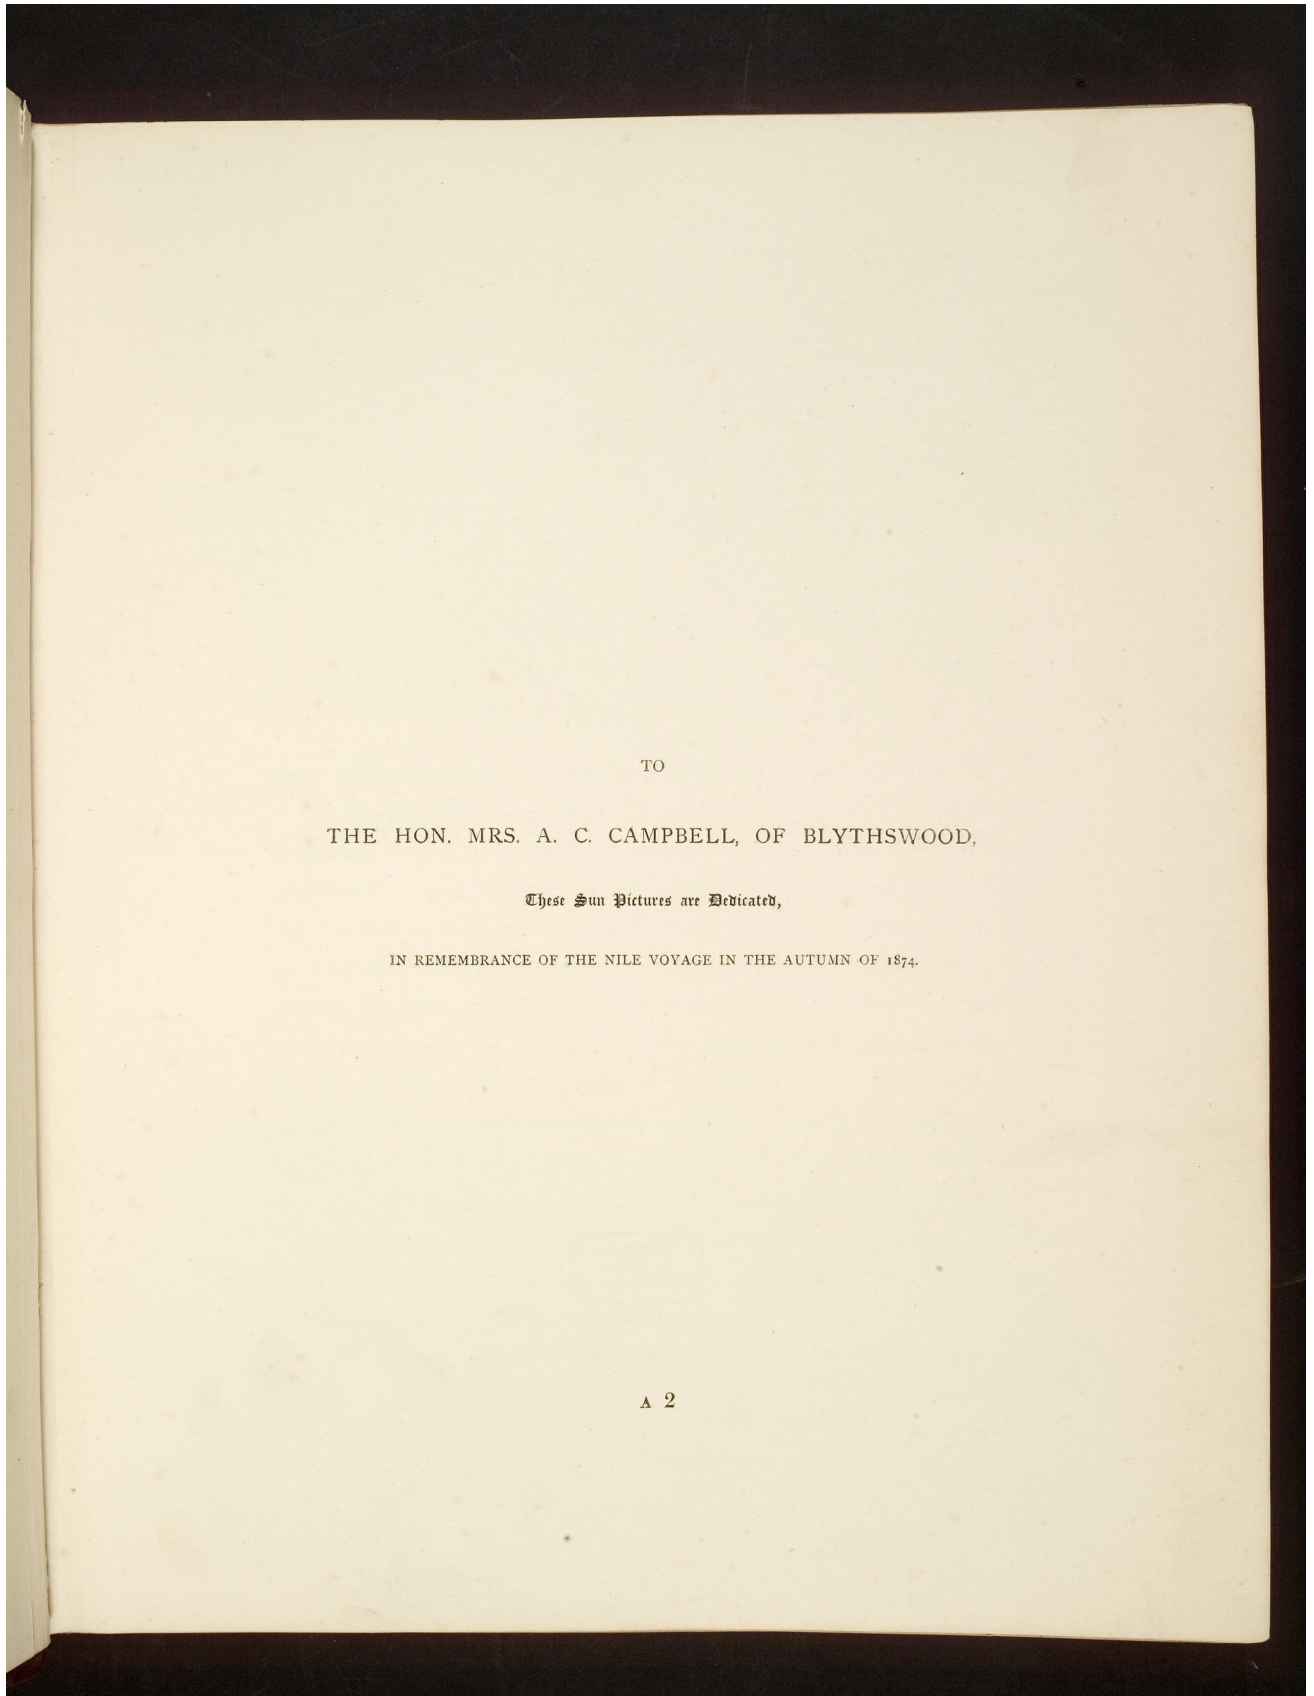 TO
THE HON. MRS. A. C. CAMPBELL, OF BLYTHSWOOD,
These Sun Pictures are Dedicated,
IN REMEMBRANCE OF THE NILE VOYAGE IN THE AUTUMN OF 1874.
A 2